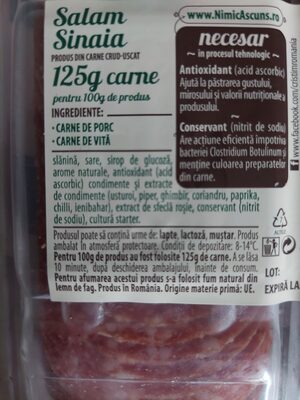 Salam
Sinaia
PRODUS DIN CARNE CRUD-USCAT
125g carne
pentru 100g de produs
INGREDIENTE:
• CARNE DE PORC
• CARNE DE VITĂ
slănină, sare, sirop de glucoză,
arome naturale, antioxidant (acid
ascorbic) condimente și extracte
de condimente (usturoi, piper, ghimbir, coriandru, paprika,
chilli, ienibahar), extract de sfeclă roșie, conservant (nitrit
de sodiu), cultură starter.
www.NimicAscuns.ro
necesar
- în procesul tehnologic -
Antioxidant (acid ascorbic)
Ajută la păstrarea gustului,
mirosului și valorii nutriționale a
produsului.
Conservant (nitrit de sodiu)
Are acțiune eficientă împotriva
bacteriei Clostridium Botulinum și
menține culoarea preparatelor
din carne.
www.facebook.com/crisdimromania
Produsul poate să conțină urme de: lapte, lactoză, muștar. Produs
ambalat în atmosferă protectoare. Condiții de depozitare: 8-14°C.
Pentru 100g de produs au fost folosite 125g de carne. A se lăsa
10 minute, după deschiderea ambalajului, înainte de consum.
Pentru afumarea acestui produs s-a folosit fum natural din
lemn de fag. Produs în România. Origine materie primă: UE.
LOT:
EXPIRĂ LA